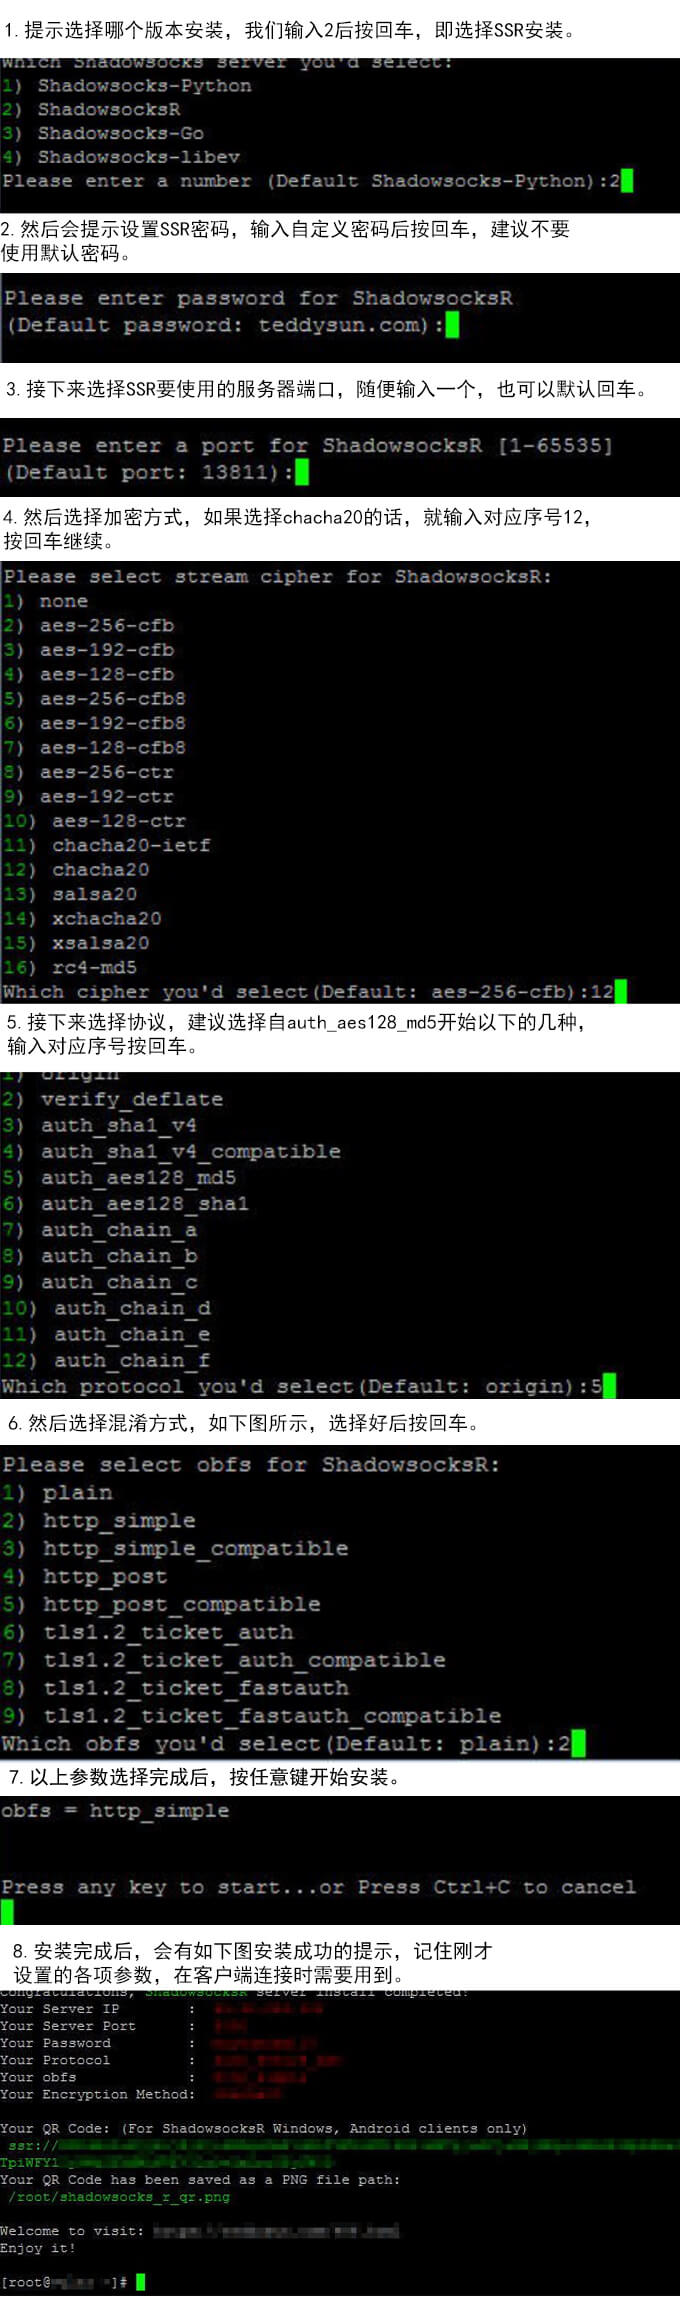 1.提示选择哪个版本安装，我们输入2后按回车，即选择SSR安装。
Which Shadowsocks server you'd select:
1) Shadowsocks-Python
2) ShadowsocksR
3) Shadowsocks-Go
4) Shadowsocks-libev
Please enter a number (Default Shadowsocks-Python):2
2.然后会提示设置SSR密码，输入自定义密码后按回车，建议不要
使用默认密码。
Please enter password for ShadowsocksR
(Default password: teddysun.com):
3.接下来选择SSR要使用的服务器端口，随便输入一个，也可以默认回车。
Please enter a port for ShadowsocksR [1-65535]
(Default port: 13811):
4.然后选择加密方式，如果选择chacha20的话，就输入对应序号12，
按回车继续。
Please select stream cipher for ShadowsocksR:
1) none
2) aes-256-cfb
3) aes-192-cfb
4) aes-128-cfb
5) aes-256-cfb8
6) aes-192-cfb8
7) aes-128-cfb8
8) aes-256-ctr
9) aes-192-ctr
10) aes-128-ctr
11) chacha20-ietf
12) chacha20
13) salsa20
14) xchacha20
15) xsalsa20
16) rc4-md5
Which cipher you'd select(Default: aes-256-cfb):12
5.接下来选择协议，建议选择自auth_aes128_md5开始以下的几种，
输入对应序号按回车。
1) origin
2) verify_deflate
3) auth_sha1_v4
4) auth_sha1_v4_compatible
5) auth_aes128_md5
6) auth_aes128_sha1
7) auth_chain_a
8) auth_chain_b
9) auth_chain_c
10) auth_chain_d
11) auth_chain_e
12) auth_chain_f
Which protocol you'd select(Default: origin):5
6.然后选择混淆方式，如下图所示，选择好后按回车。
Please select obfs for ShadowsocksR:
1) plain
2) http_simple
3) http_simple_compatible
4) http_post
5) http_post_compatible
6) tls1.2_ticket_auth
7) tls1.2_ticket_auth_compatible
8) tls1.2_ticket_fastauth
9) tls1.2_ticket_fastauth_compatible
Which obfs you'd select(Default: plain):2
7.以上参数选择完成后，按任意键开始安装。
obfs = http_simple
Press any key to start...or Press Ctrl+C to cancel
8.安装完成后，会有如下图安装成功的提示，记住刚才
设置的各项参数，在客户端连接时需要用到。
Congratulations, ShadowsocksR server install completed!
Your Server IP :
Your Server Port :
Your Password :
Your Protocol :
Your obfs :
Your Encryption Method:
Your QR Code: (For ShadowsocksR Windows, Android clients only)
ssr://
TpiWFY1
Your QR Code has been saved as a PNG file path:
/root/shadowsocks_r_qr.png
Welcome to visit:
Enjoy it!
[root@ ]#